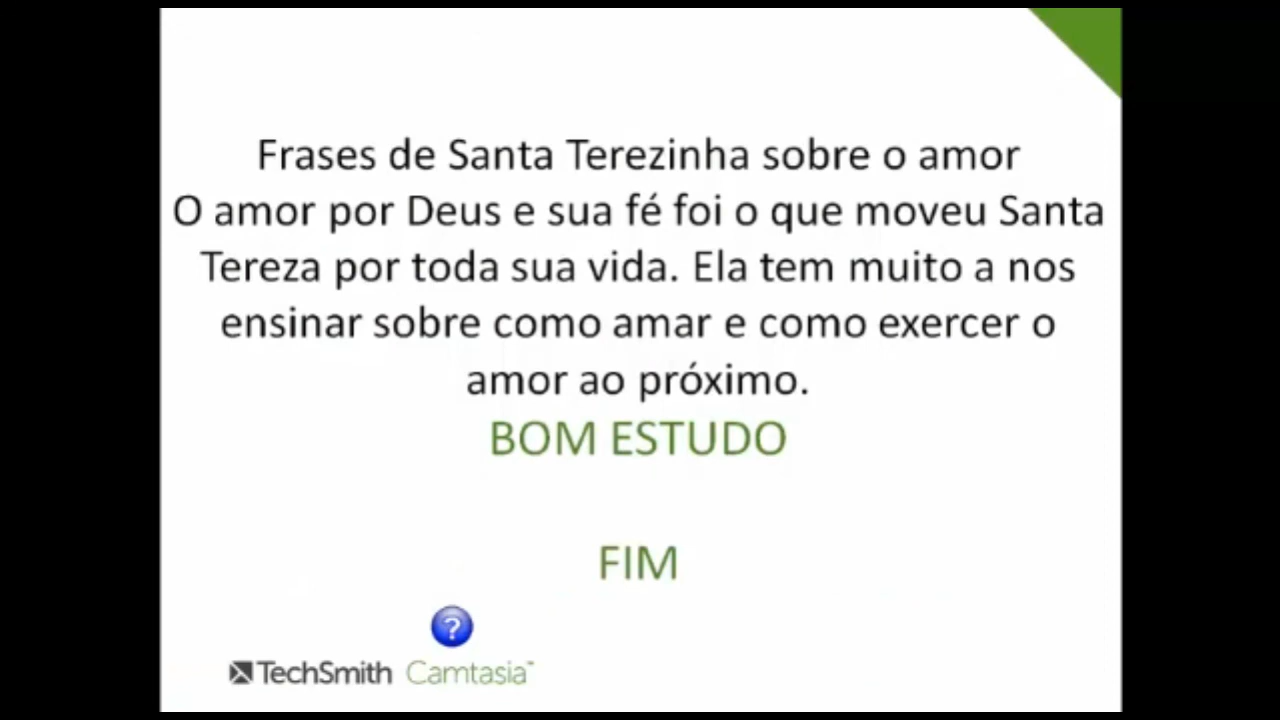 Frases de Santa Terezinha sobre o amor
O amor por Deus e sua fé foi o que moveu Santa
Tereza por toda sua vida. Ela tem muito a nos
ensinar sobre como amar e como exercer o
amor ao próximo.
BOM ESTUDO
FIM
?
TechSmith Camtasia™